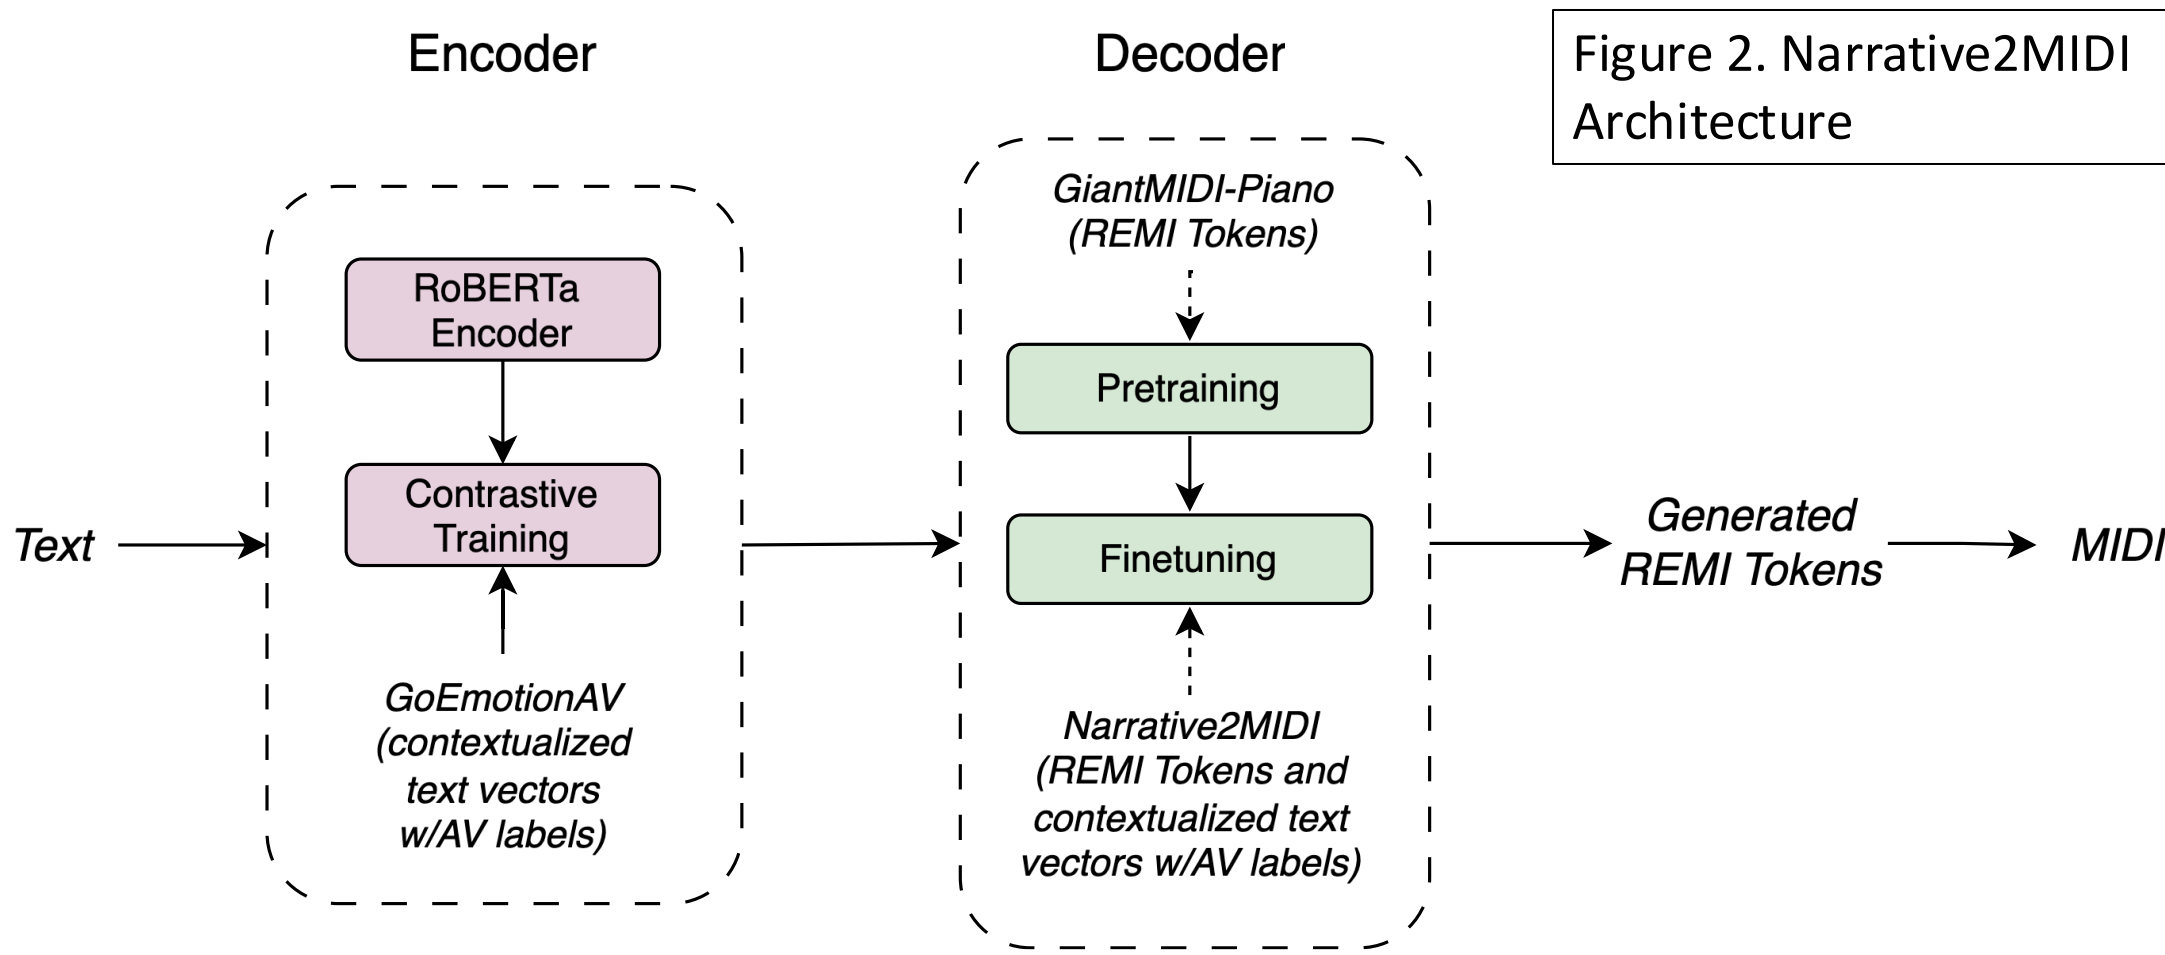 Encoder
Decoder
Figure 2. Narrative2MIDI
Architecture
Text
RoBERTa
Encoder
Contrastive
Training
GoEmotionAV
(contextualized
text vectors
w/AV labels)
GiantMIDI-Piano
(REMI Tokens)
Pretraining
Finetuning
Narrative2MIDI
(REMI Tokens and
contextualized text
vectors w/AV labels)
Generated
REMI Tokens
MIDI